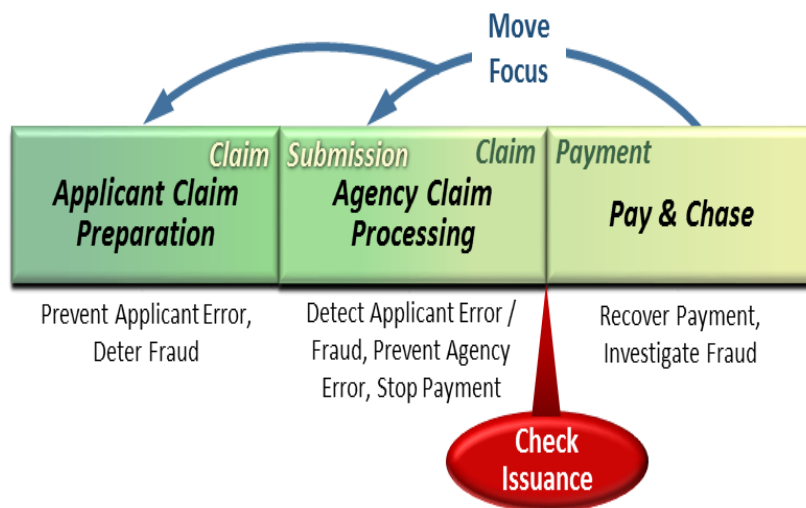 Move
Focus
Claim Submission Claim Payment
Applicant Claim
Preparation
Agency Claim
Processing
Pay & Chase
Prevent Applicant Error,
Deter Fraud
Detect Applicant Error /
Fraud, Prevent Agency
Error, Stop Payment
Recover Payment,
Investigate Fraud
Check
Issuance